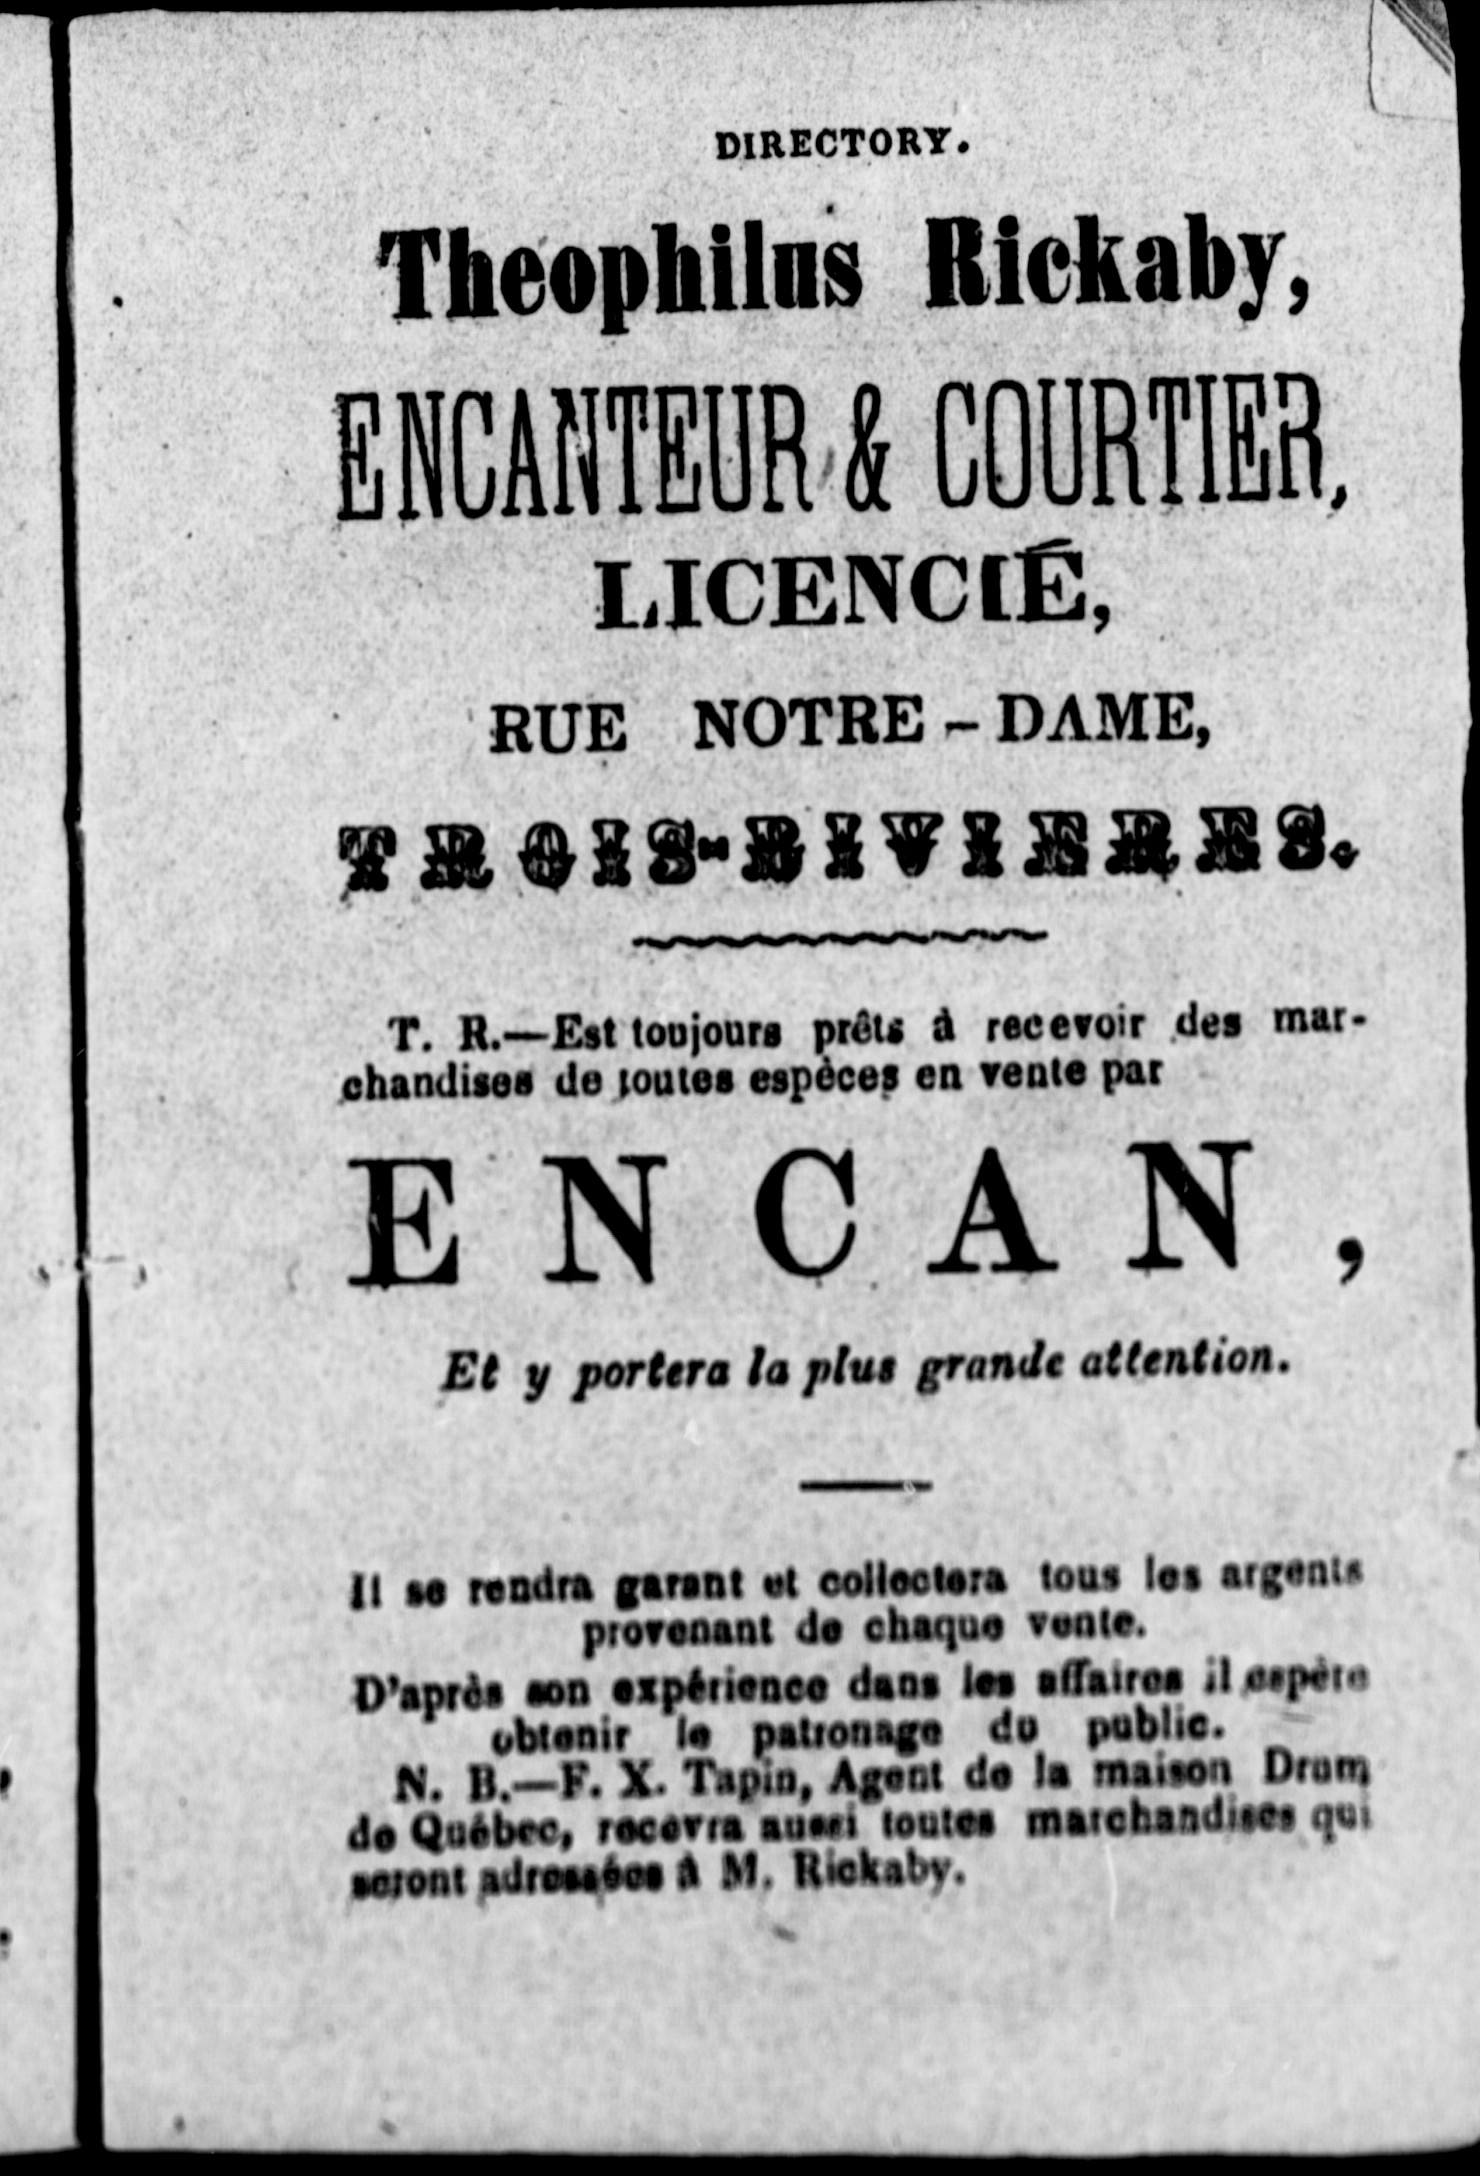 DIRECTORY.
Theophilus Rickaby,
ENCANTEUR & COURTIER,
LICENCIÉ,
RUE NOTRE-DAME,
TROIS-RIVIERES.
T. R.—Est toujours prêts à recevoir des mar-
chandises de toutes espèces en vente par
ENCAN,
Et y portera la plus grande attention.
Il se rendra garant et collectera tous les argents
provenant de chaque vente.
D'après son expérience dans les affaires il espère
obtenir le patronage du public.
N. B.—F. X. Tapin, Agent de la maison Drum
de Québec, recevra aussi toutes marchandises qui
seront adressées à M. Rickaby.